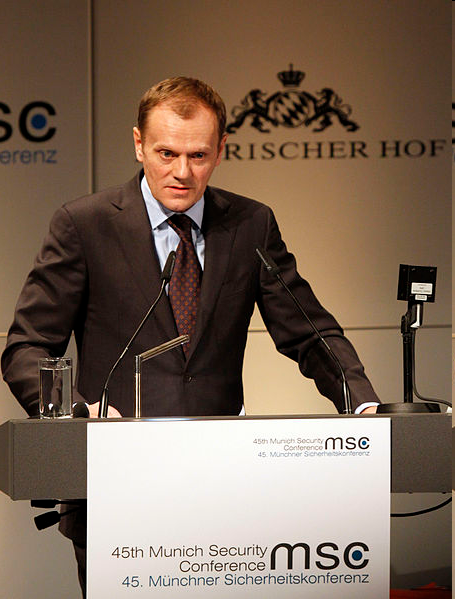 sc
nferenz
RISCHER HOF
45th Munich Security
Conference msc
45. Münchner Sicherheitskonferenz
45th Munich Security
Conference msc
45. Münchner Sicherheitskonferenz